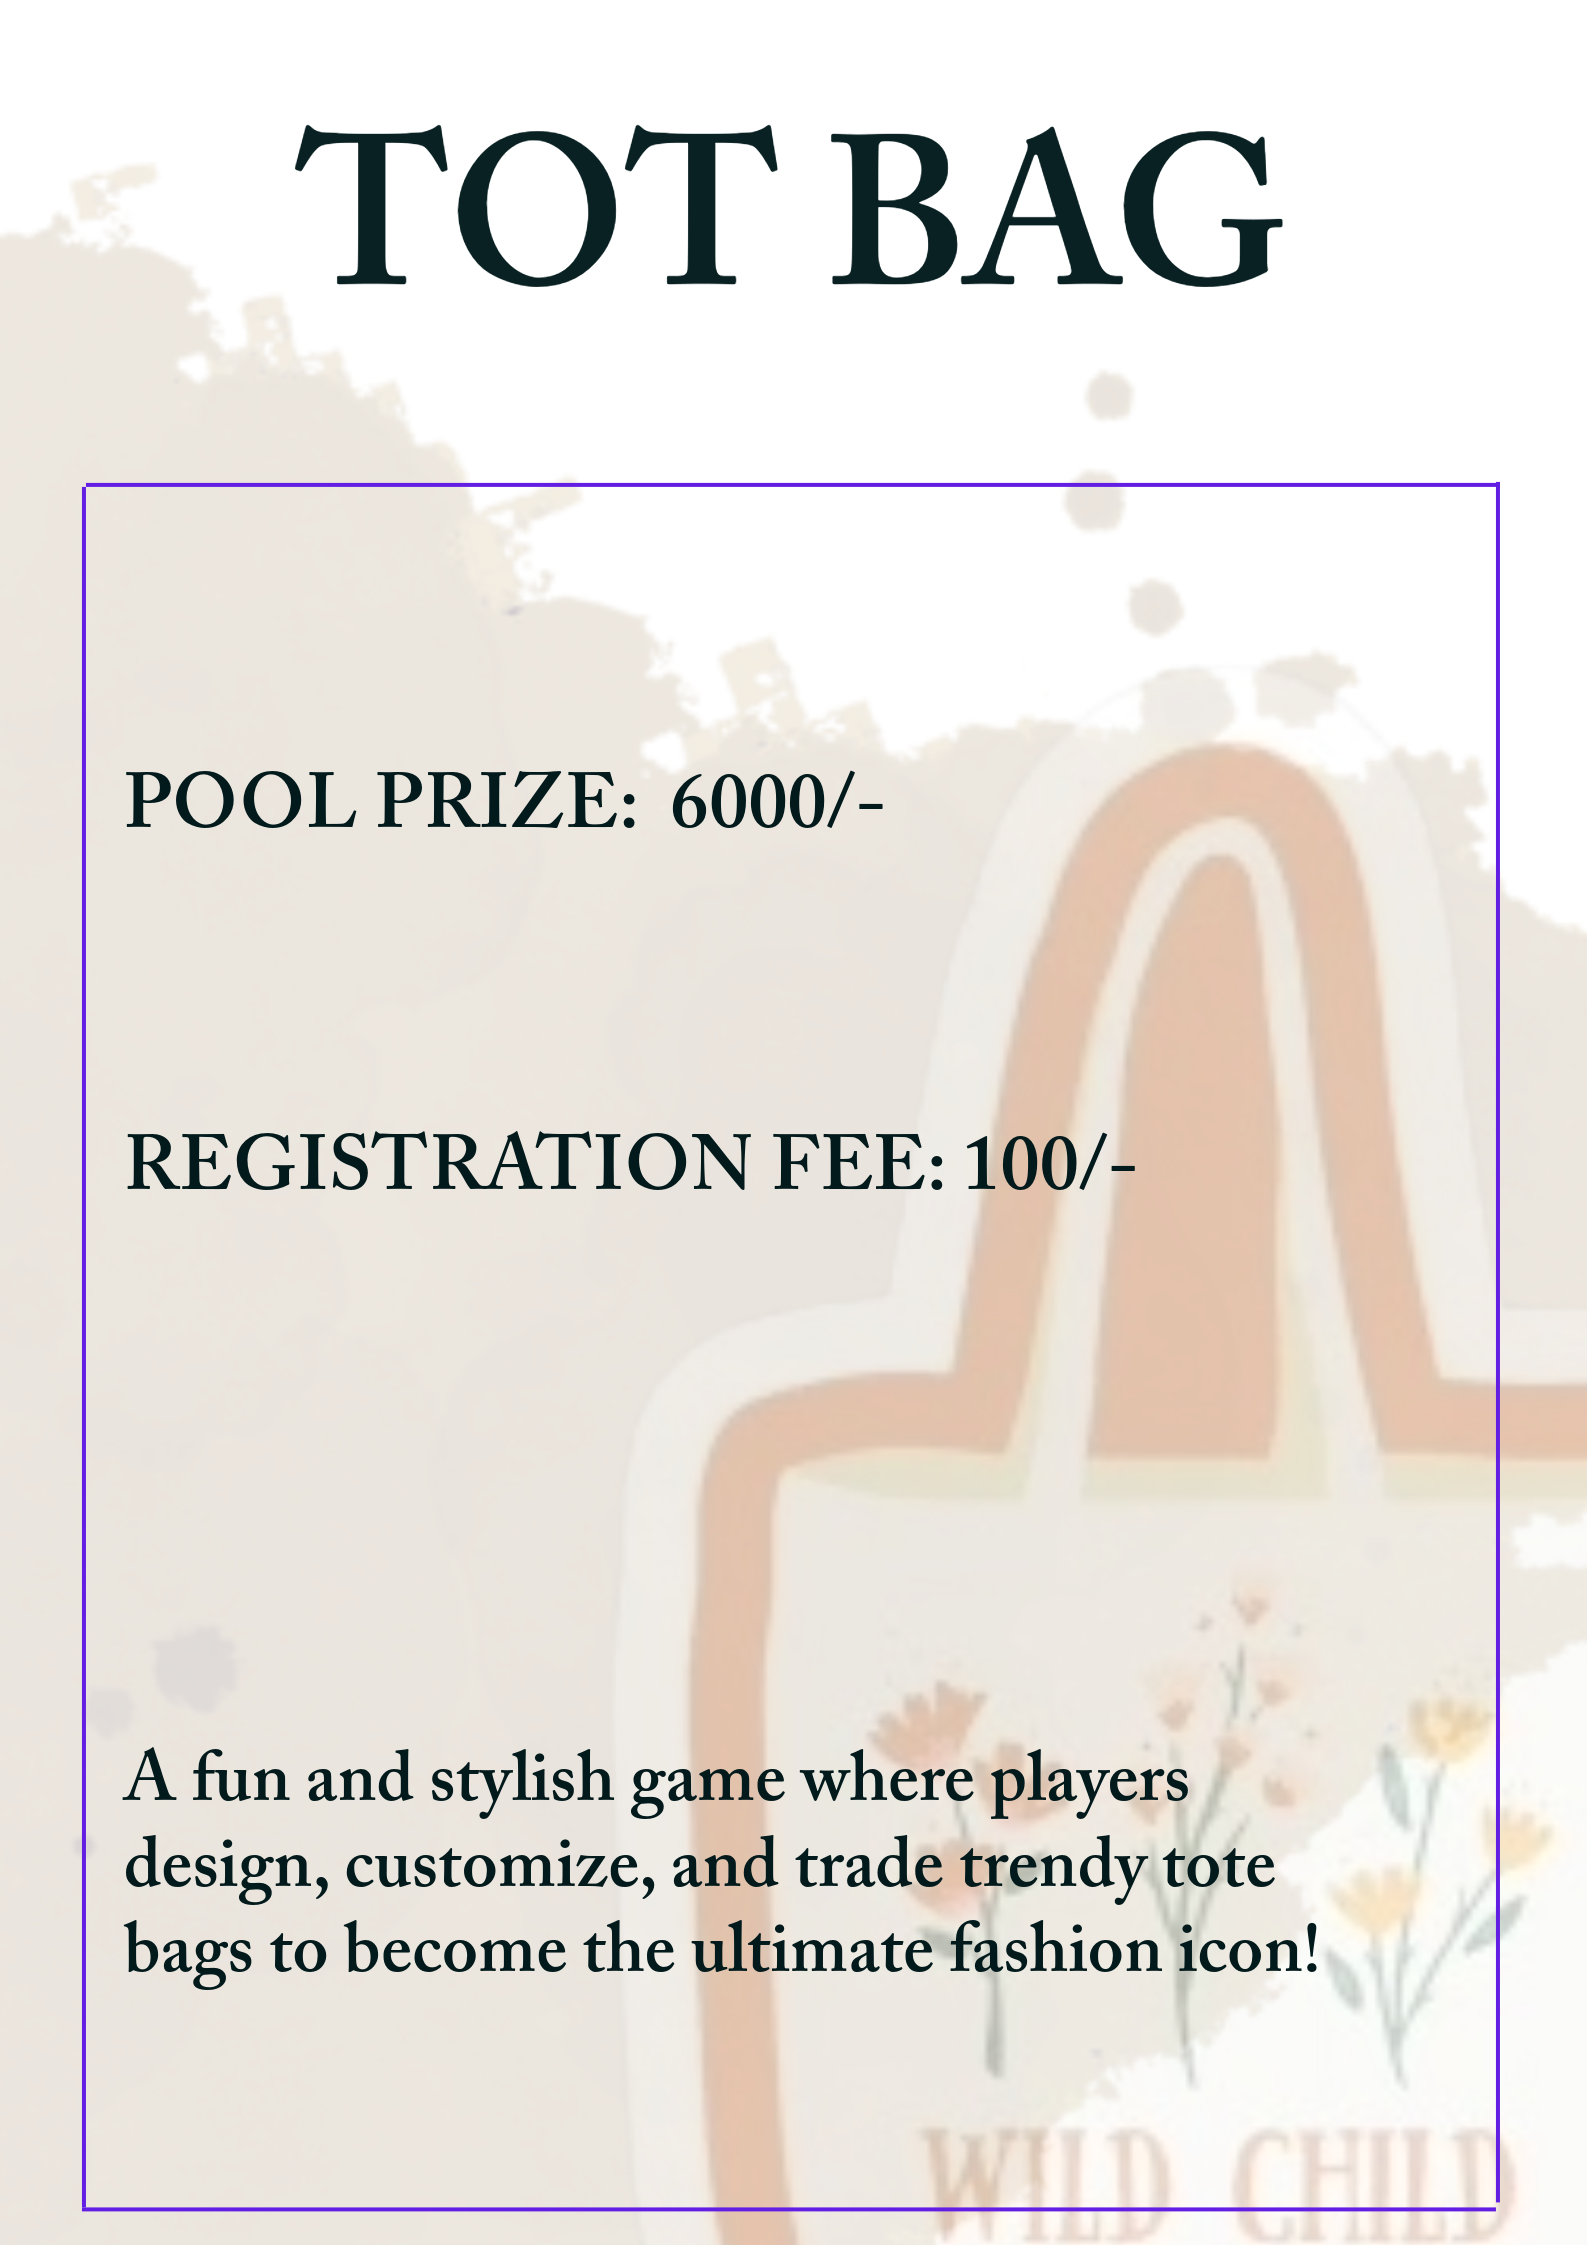 TOT BAG
POOL PRIZE: 6000/-
REGISTRATION FEE: 100/-
A fun and stylish game where players
design, customize, and trade trendy tote
bags to become the ultimate fashion icon!
WILD CHILD